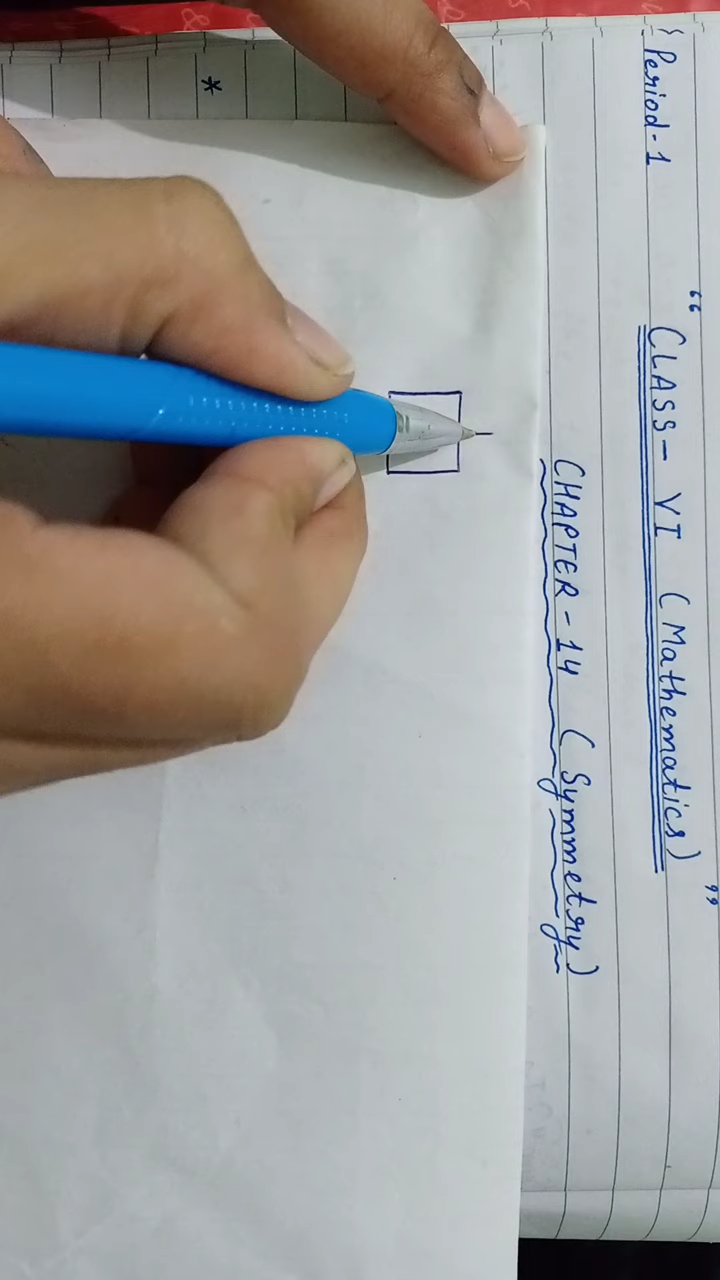 { Period-1
“ CLASS- VI (Mathematics) ”
CHAPTER-14 (Symmetry)
*